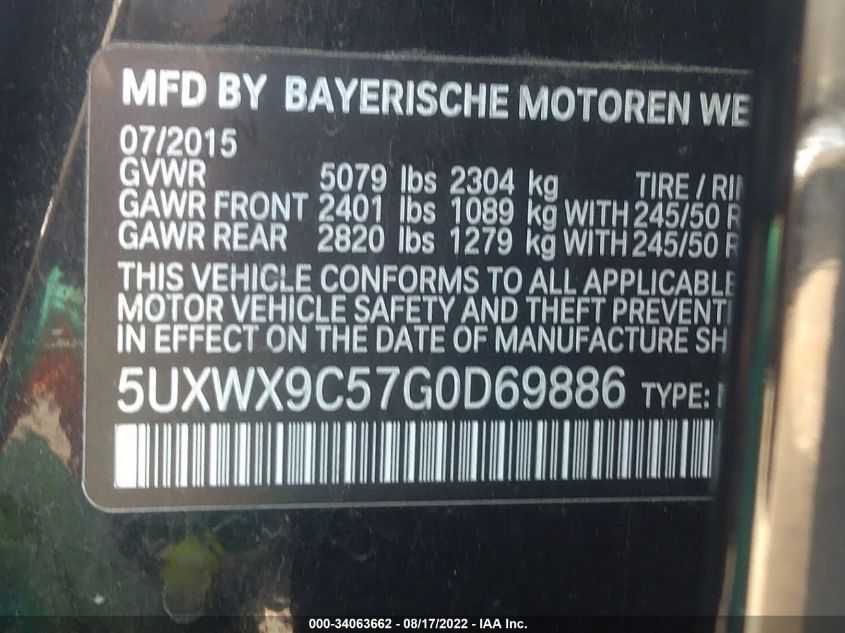 MFD BY BAYERISCHE MOTOREN WE
07/2015
GVWR 5079 lbs 2304 kg TIRE / RI
GAWR FRONT 2401 lbs 1089 kg WITH 245/50 R
GAWR REAR 2820 lbs 1279 kg WITH 245/50 R
THIS VEHICLE CONFORMS TO ALL APPLICABLE
MOTOR VEHICLE SAFETY AND THEFT PREVENTI
IN EFFECT ON THE DATE OF MANUFACTURE SH
5UXWX9C57G0D69886 TYPE:
000-34063662 - 08/17/2022 - IAA Inc.